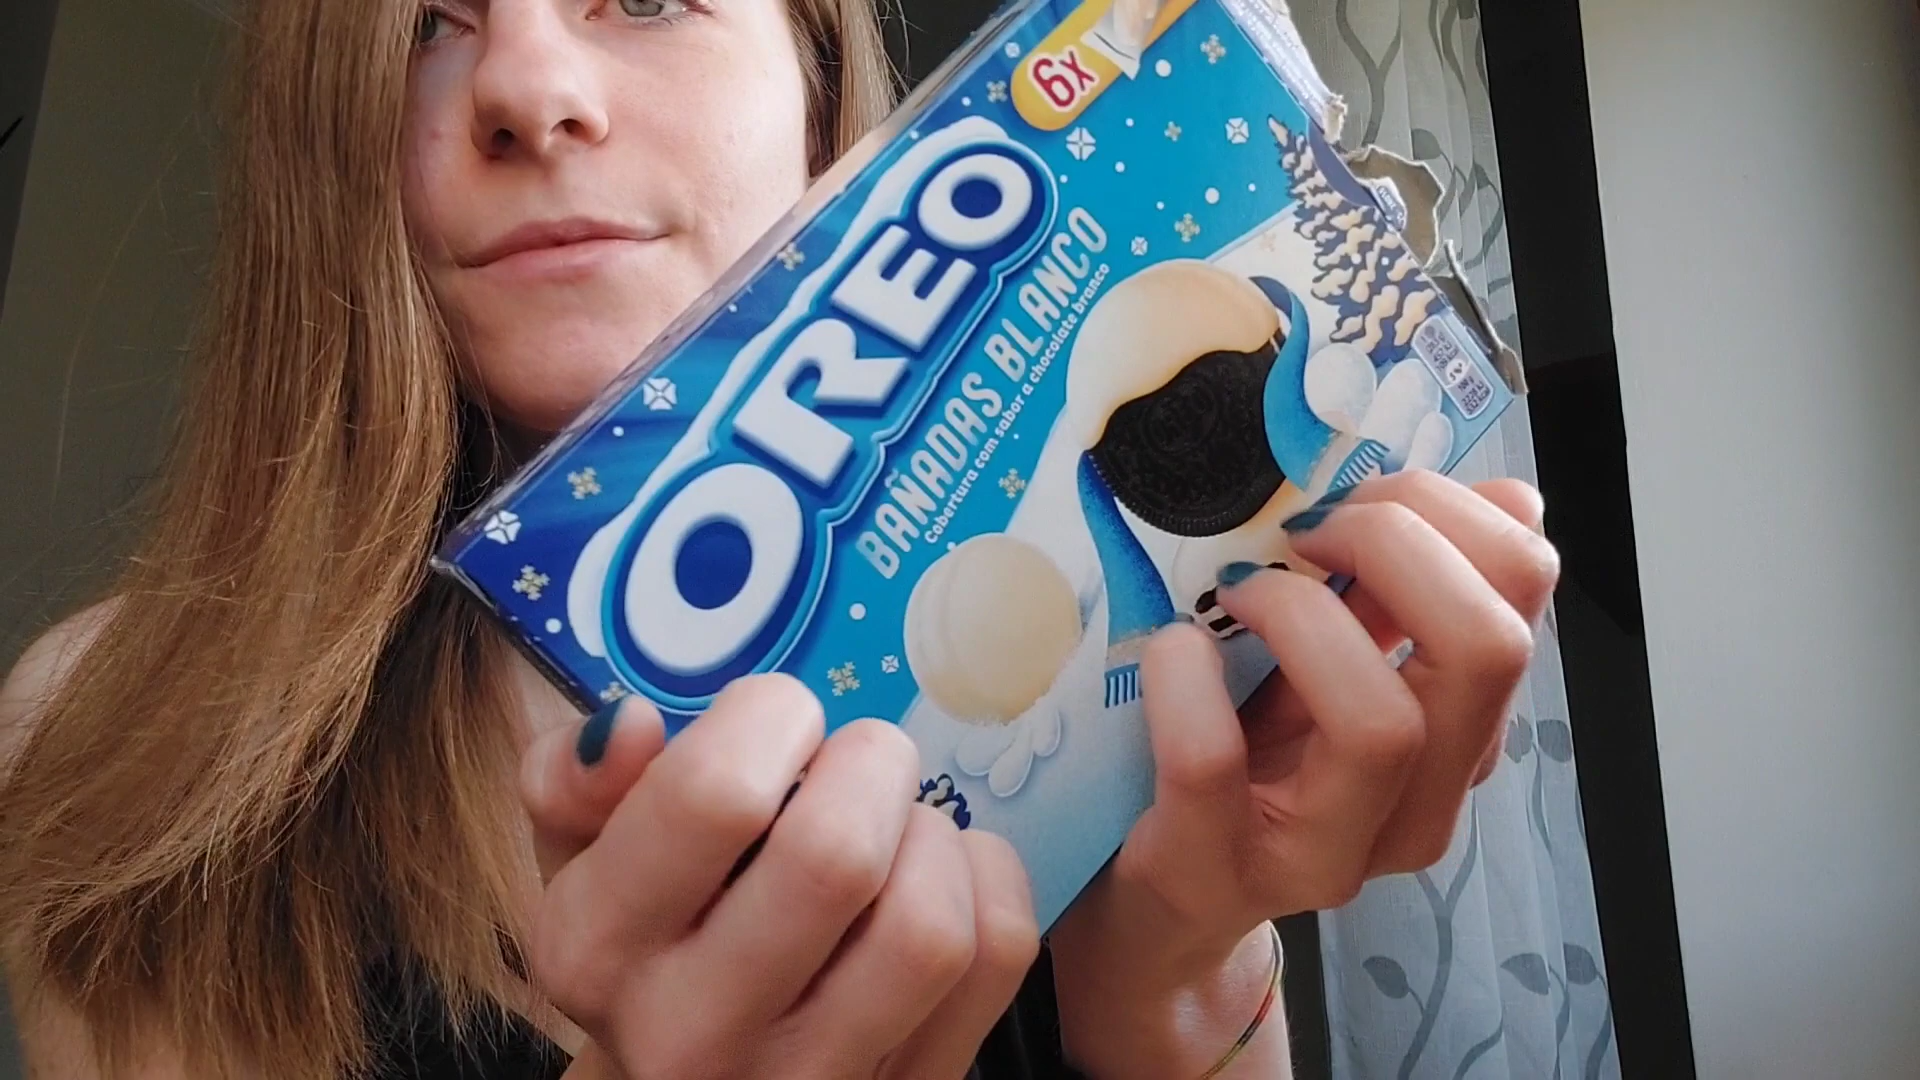 6x
OREO
BAÑADAS BLANCO
Cobertura com sabor a chocolate branco